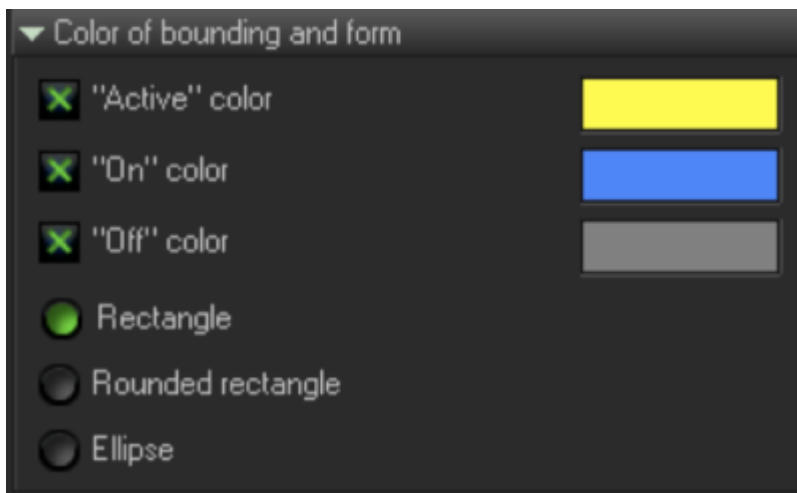 Color of bounding and form
"Active" color
"On" color
"Off" color
Rectangle
Rounded rectangle
Ellipse